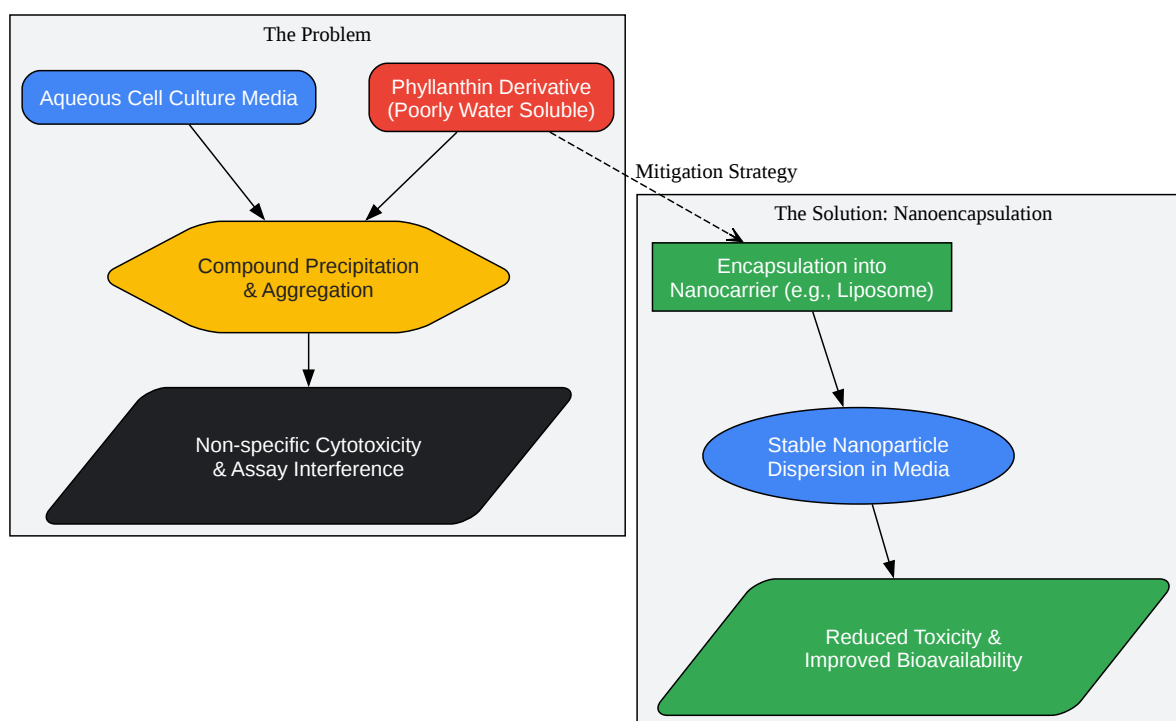 The Problem
Aqueous Cell Culture Media
Phyllanthin Derivative
(Poorly Water Soluble)
Compound Precipitation
& Aggregation
Non-specific Cytotoxicity
& Assay Interference
Mitigation Strategy
The Solution: Nanoencapsulation
Encapsulation into
Nanocarrier (e.g., Liposome)
Stable Nanoparticle
Dispersion in Media
Reduced Toxicity &
Improved Bioavailability